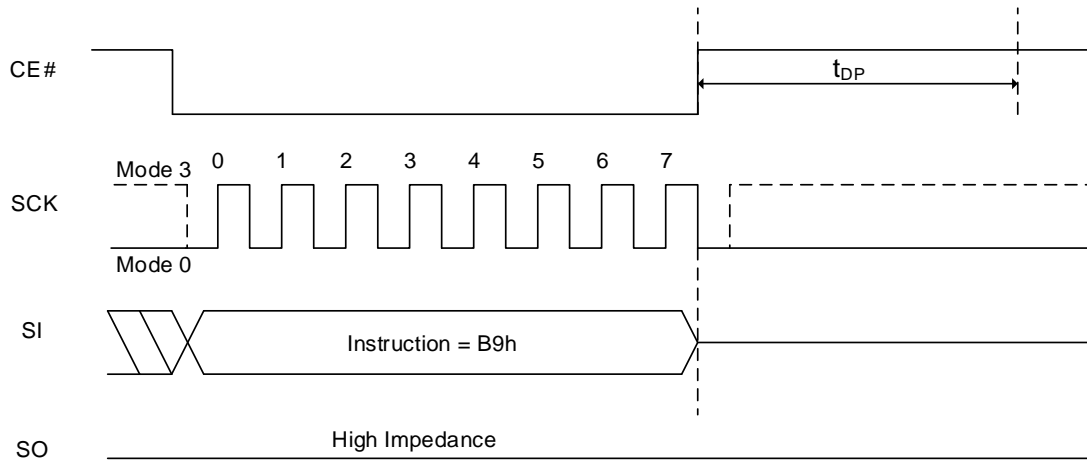 CE#
tDP
Mode 3
0 1 2 3 4 5 6 7
SCK
Mode 0
SI
Instruction = B9h
SO
High Impedance